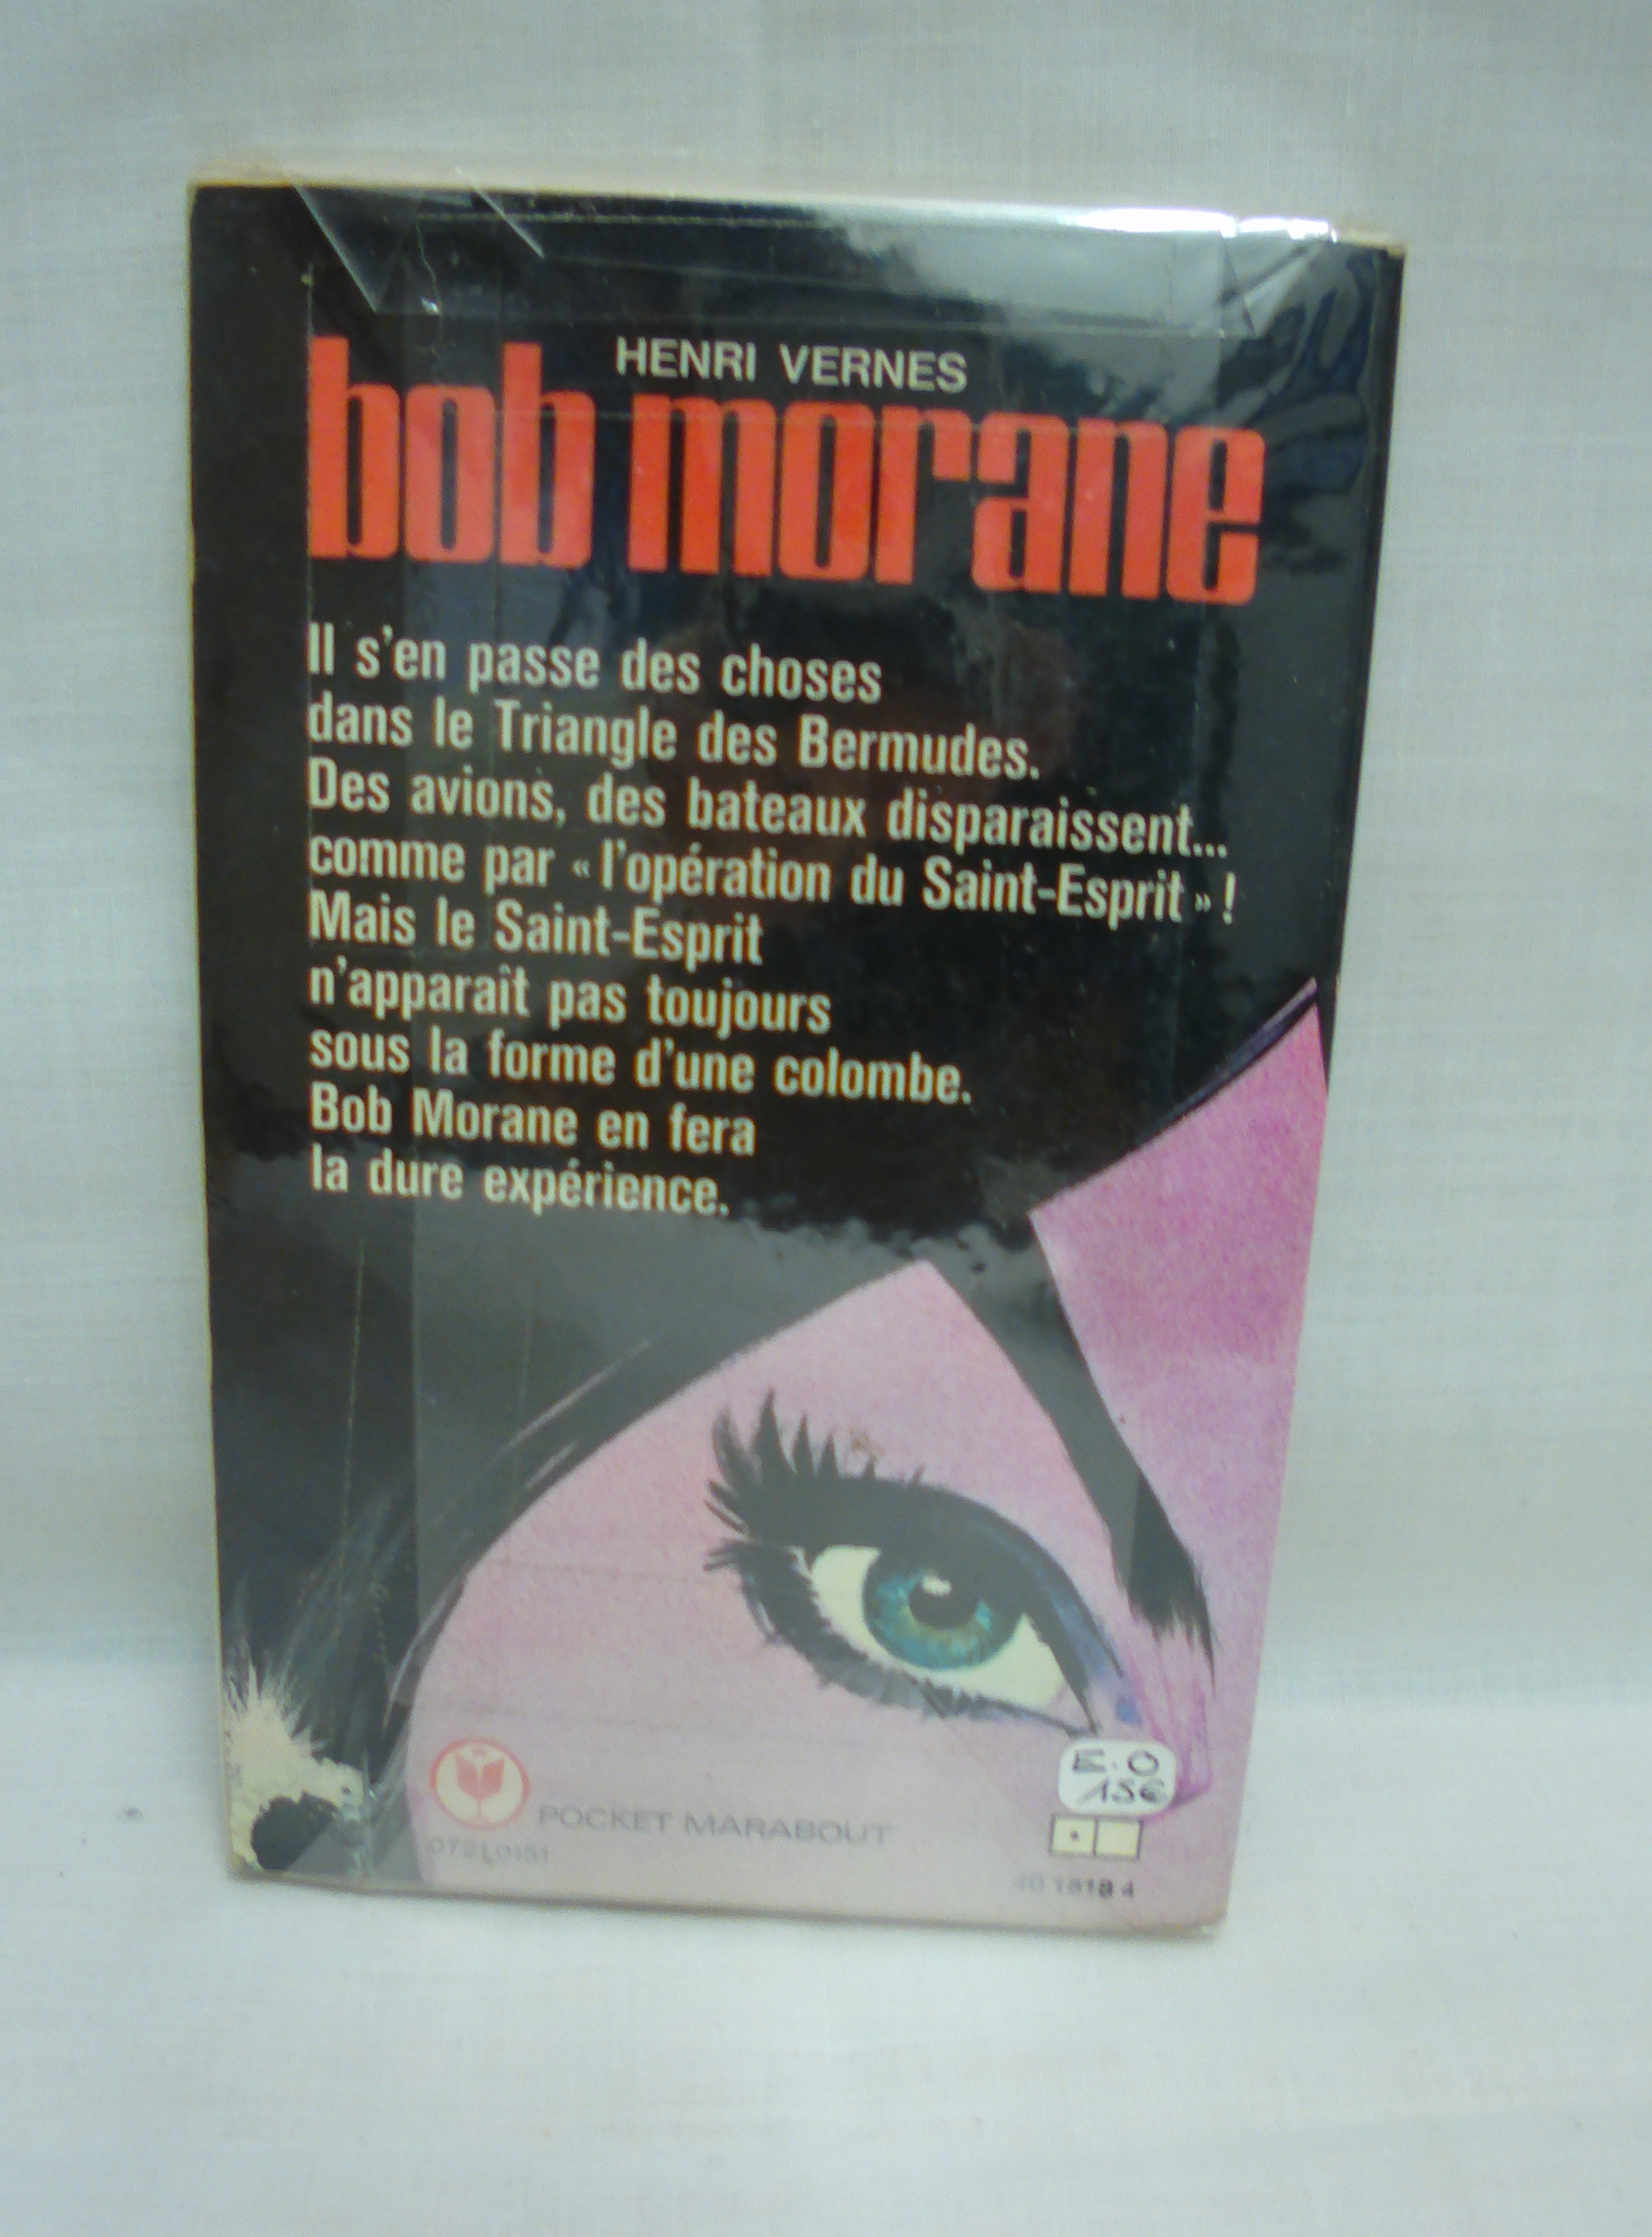 HENRI VERNES
bob morane
Il s'en passe des choses
dans le Triangle des Bermudes.
Des avions, des bateaux disparaissent...
comme par « l'opération du Saint-Esprit » !
Mais le Saint-Esprit
n'apparaît pas toujours
sous la forme d'une colombe.
Bob Morane en fera
la dure expérience.
E.O
15€
POCKET MARABOUT